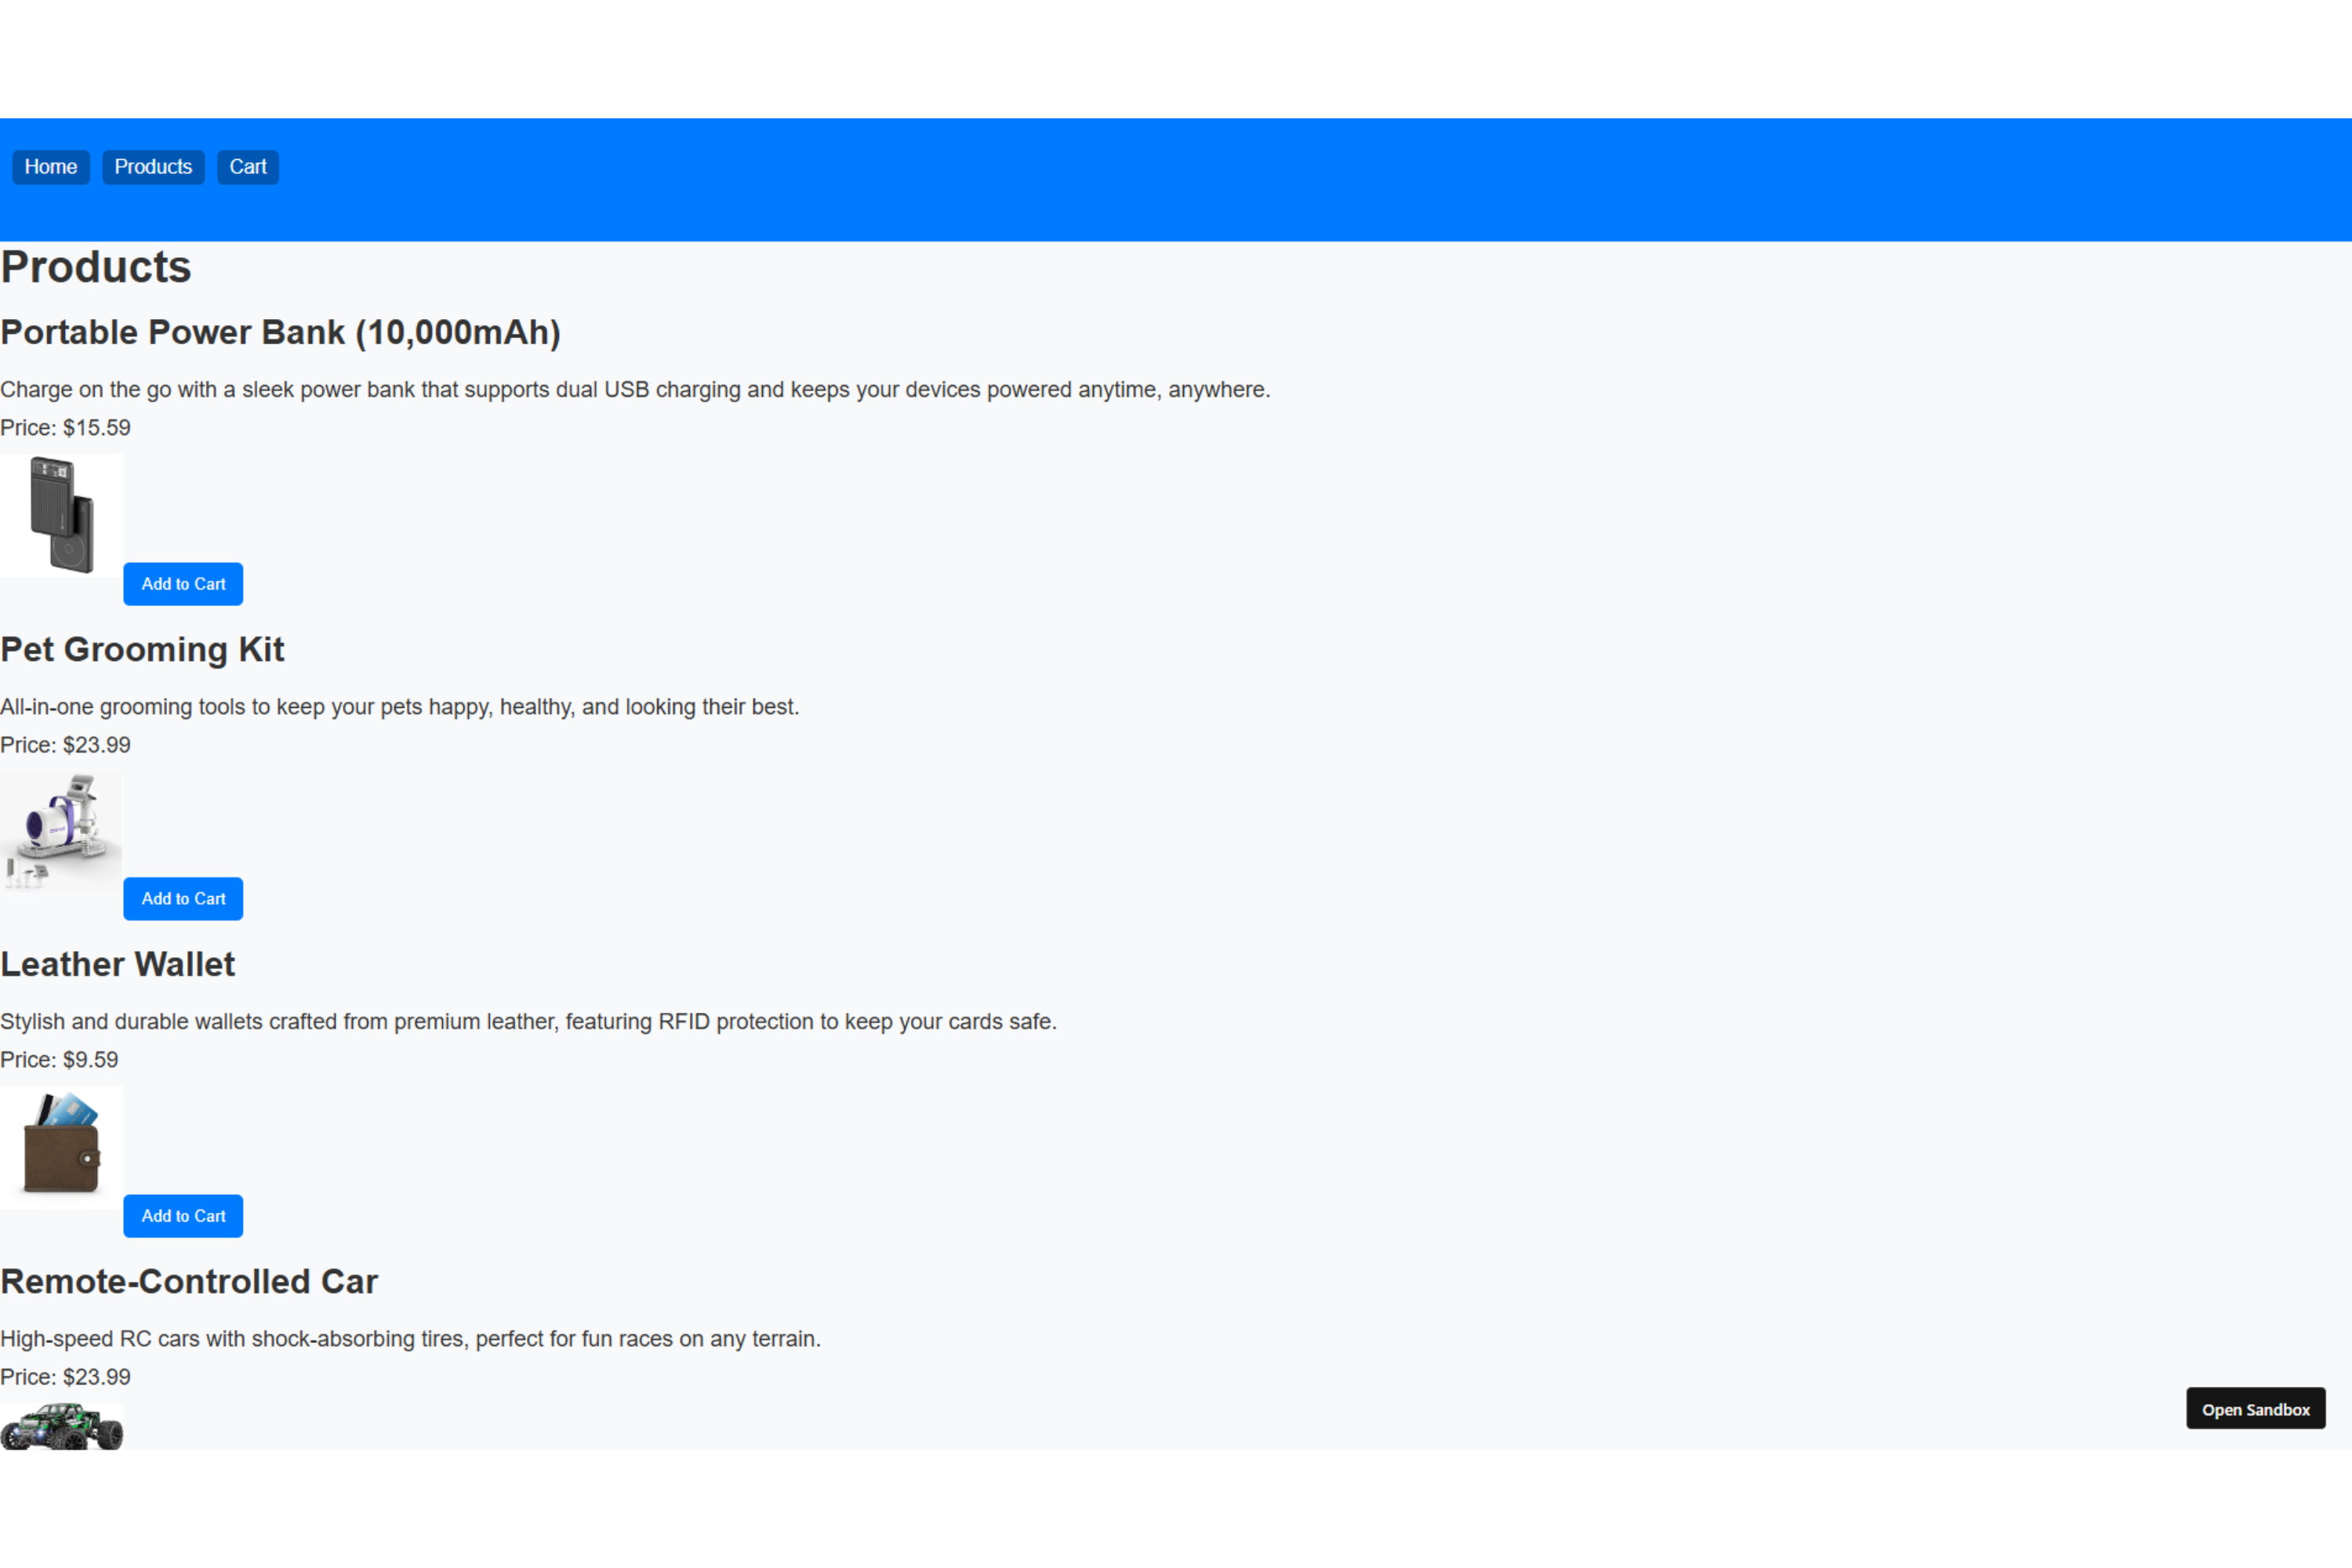 Home Products Cart
Products
Portable Power Bank (10,000mAh)
Charge on the go with a sleek power bank that supports dual USB charging and keeps your devices powered anytime, anywhere.
Price: $15.59
Add to Cart
Pet Grooming Kit
All-in-one grooming tools to keep your pets happy, healthy, and looking their best.
Price: $23.99
Add to Cart
Leather Wallet
Stylish and durable wallets crafted from premium leather, featuring RFID protection to keep your cards safe.
Price: $9.59
Add to Cart
Remote-Controlled Car
High-speed RC cars with shock-absorbing tires, perfect for fun races on any terrain.
Price: $23.99
Open Sandbox